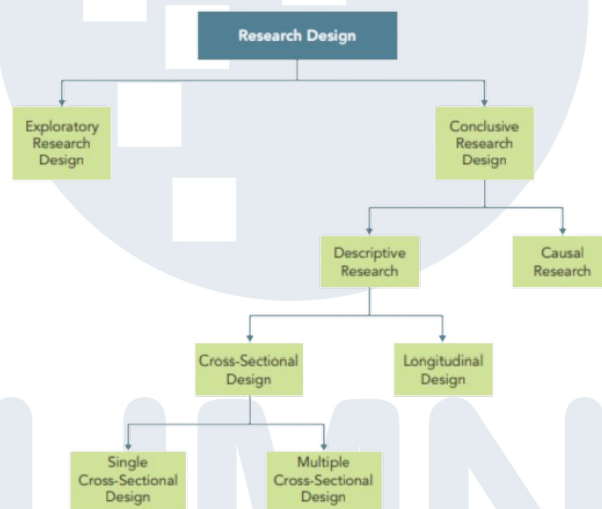 Research Design
Exploratory
Research
Design
Conclusive
Research
Design
Descriptive
Research
Causal
Research
Cross-Sectional
Design
Longitudinal
Design
Single
Cross-Sectional
Design
Multiple
Cross-Sectional
Design